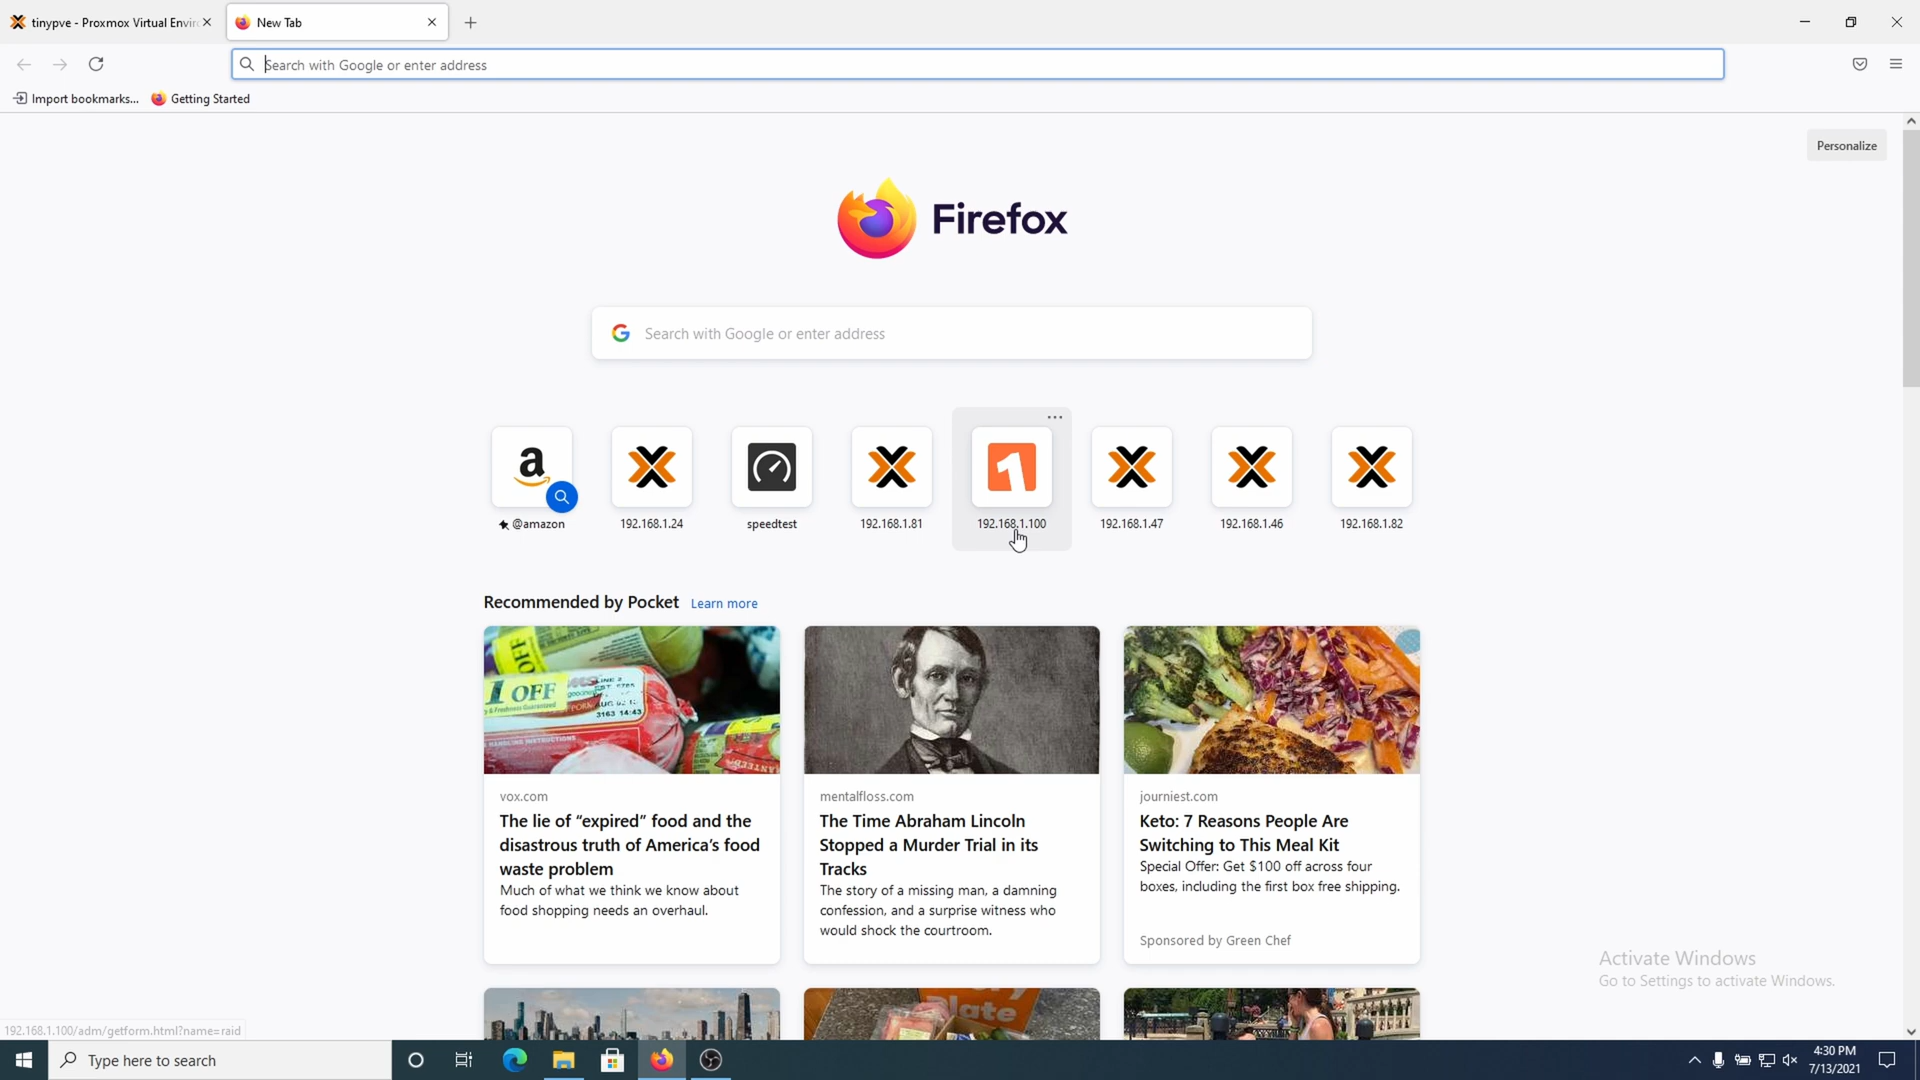 tinypve - Proxmox Virtual Envir
New Tab
Search with Google or enter address
Import bookmarks...
Getting Started
Personalize
Firefox
Search with Google or enter address
@amazon
192.168.1.24
speedtest
192.168.1.81
192.168.1.100
192.168.1.47
192.168.1.46
192.168.1.82
Recommended by Pocket
Learn more
OFF
1 OFF
3163 14:43
vox.com
The lie of “expired” food and the
disastrous truth of America’s food
waste problem
Much of what we think we know about
food shopping needs an overhaul.
mentalfloss.com
The Time Abraham Lincoln
Stopped a Murder Trial in its
Tracks
The story of a missing man, a damning
confession, and a surprise witness who
would shock the courtroom.
journiest.com
Keto: 7 Reasons People Are
Switching to This Meal Kit
Special Offer: Get $100 off across four
boxes, including the first box free shipping.
Sponsored by Green Chef
Activate Windows
Go to Settings to activate Windows.
192.168.1.100/adm/getform.html?name=raid
Type here to search
4:30 PM
7/13/2021